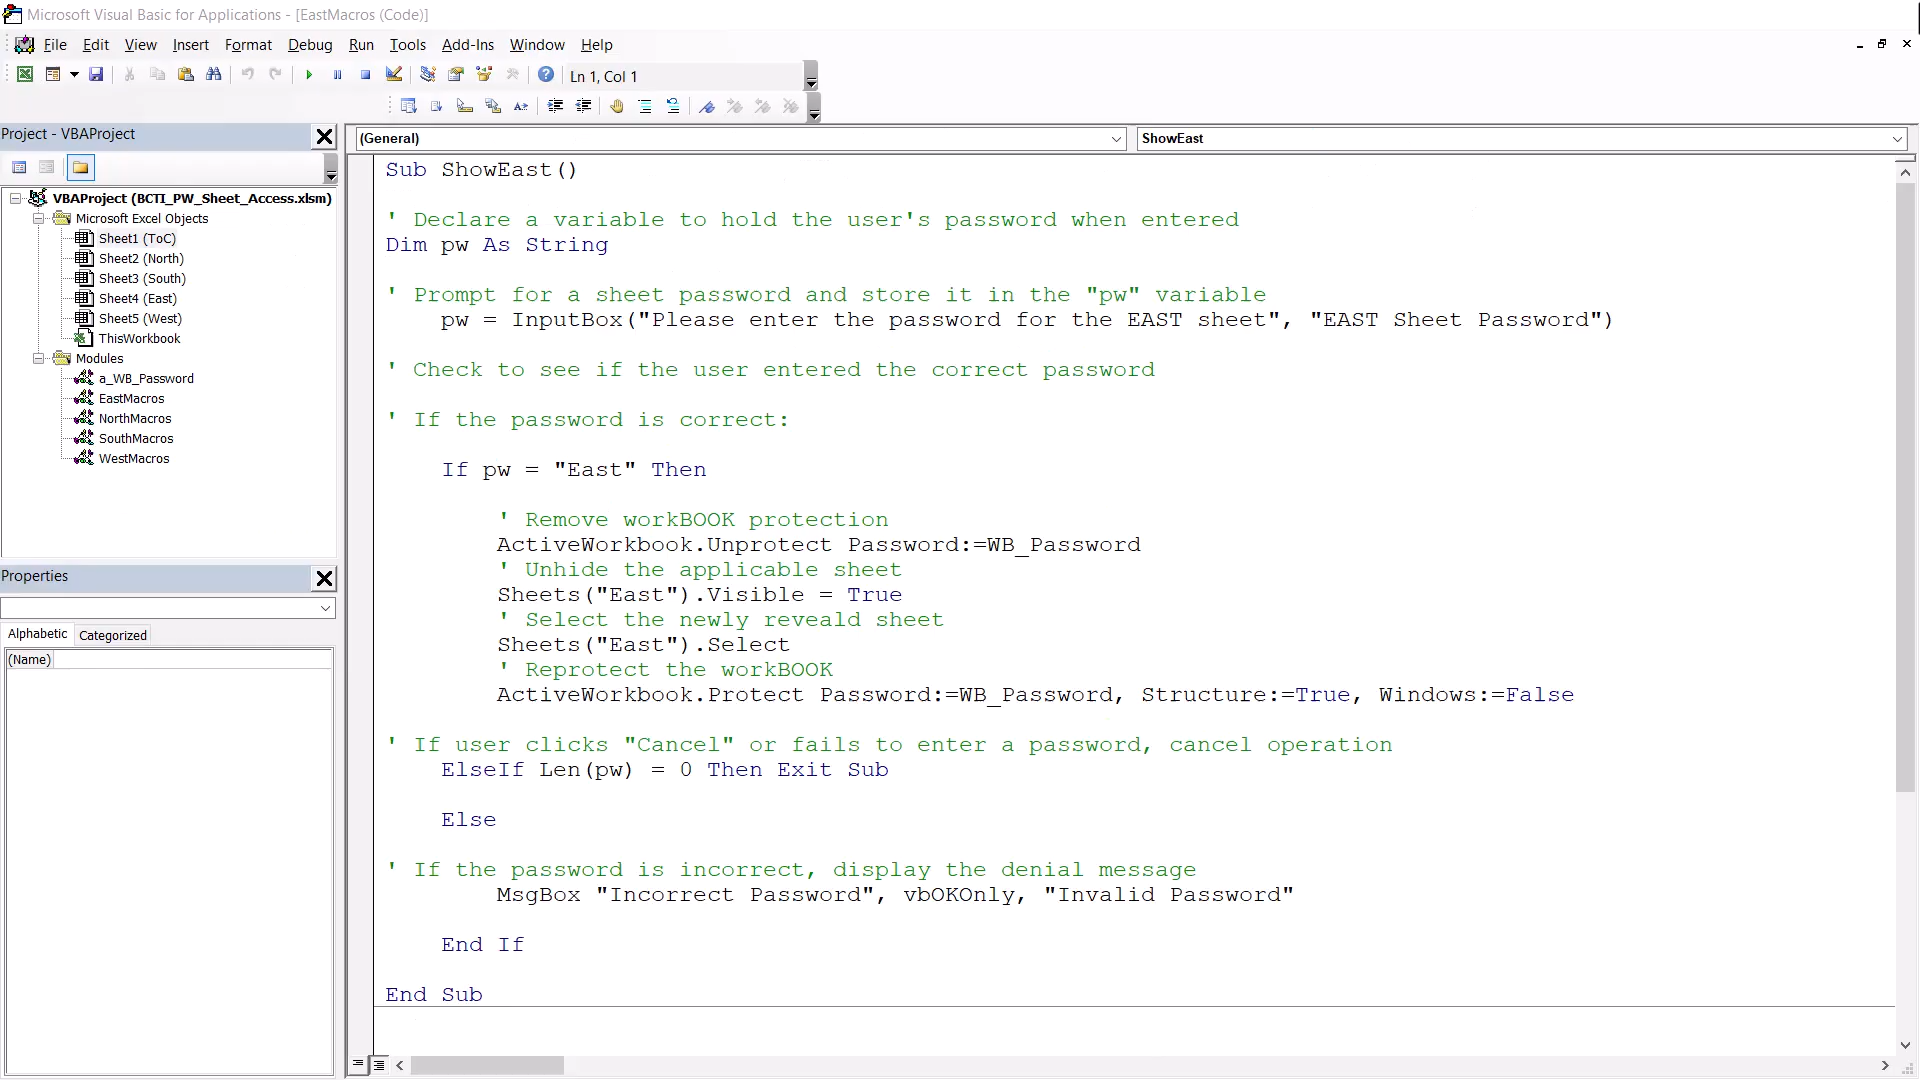 Microsoft Visual Basic for Applications - [EastMacros (Code)]
File Edit View Insert Format Debug Run Tools Add-Ins Window Help
Ln 1, Col 1
Project - VBAProject
VBAProject (BCTI_PW_Sheet_Access.xlsm)
Microsoft Excel Objects
Sheet1 (ToC)
Sheet2 (North)
Sheet3 (South)
Sheet4 (East)
Sheet5 (West)
ThisWorkbook
Modules
a_WB_Password
EastMacros
NorthMacros
SouthMacros
WestMacros
Properties
Alphabetic Categorized
(Name)
(General) ShowEast
Sub ShowEast()
' Declare a variable to hold the user's password when entered
Dim pw As String
' Prompt for a sheet password and store it in the "pw" variable
pw = InputBox("Please enter the password for the EAST sheet", "EAST Sheet Password")
' Check to see if the user entered the correct password
' If the password is correct:
If pw = "East" Then
' Remove workBOOK protection
ActiveWorkbook.Unprotect Password:=WB_Password
' Unhide the applicable sheet
Sheets("East").Visible = True
' Select the newly reveald sheet
Sheets("East").Select
' Reprotect the workBOOK
ActiveWorkbook.Protect Password:=WB_Password, Structure:=True, Windows:=False
' If user clicks "Cancel" or fails to enter a password, cancel operation
ElseIf Len(pw) = 0 Then Exit Sub
Else
' If the password is incorrect, display the denial message
MsgBox "Incorrect Password", vbOKOnly, "Invalid Password"
End If
End Sub